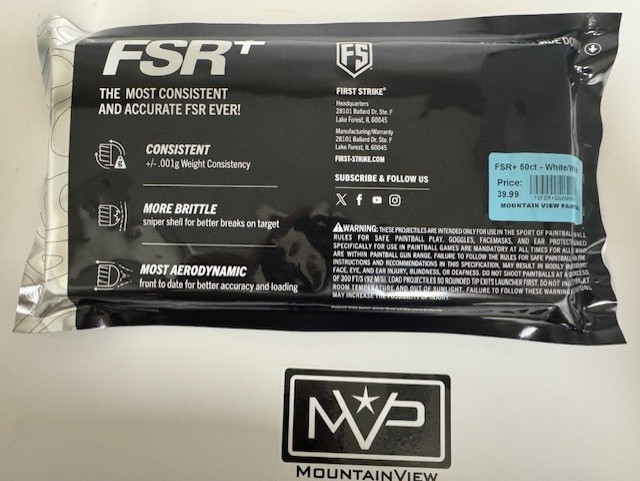 FSR+
THE MOST CONSISTENT
AND ACCURATE FSR EVER!
CONSISTENT
+/- .001g Weight Consistency
MORE BRITTLE
sniper shell for better breaks on target
MOST AERODYNAMIC
front to date for better accuracy and loading
FS
FIRST STRIKE®
Headquarters
28101 Ballard Dr. Ste. F
Lake Forest, IL 60045
Manufacturing/Warranty
28101 Ballard Dr. Ste. F
Lake Forest, IL 60045
FIRST-STRIKE.COM
SUBSCRIBE & FOLLOW US
FSR+ 50ct - White/
Price:
39.99
MOUNTAIN VIEW
WARNING: THESE PROJECTILES ARE INTENDED ONLY FOR USE IN THE SPORT OF PAINTBALL.
RULES FOR SAFE PAINTBALL PLAY. GOGGLES, FACEMASKS, AND EAR
SPECIFICALLY FOR USE IN PAINTBALL GAMES ARE MANDATORY AT ALL TIMES FOR ALL
ARE WITHIN PAINTBALL GUN RANGE. FAILURE TO FOLLOW THE RULES FOR SAFE PAINTBALL
INSTRUCTIONS AND RECOMMENDATIONS IN THIS SPECIFICATION, MAY RESULT IN BODILY
FACE, EYE, AND EAR INJURY, BLINDNESS, OR DEAFNESS. DO NOT SHOOT PAINTBALLS AT
OF 300 FT/S (92 M/S). LOAD PROJECTILES SO ROUNDED TIP EXITS LAUNCHER FIRST. DO NOT
ROOM TEMPERATURE AND OUT OF SUNLIGHT. FAILURE TO FOLLOW THESE
MAY INCREASE THE POSSIBILITY OF INJURY.
MVP
MOUNTAINVIEW